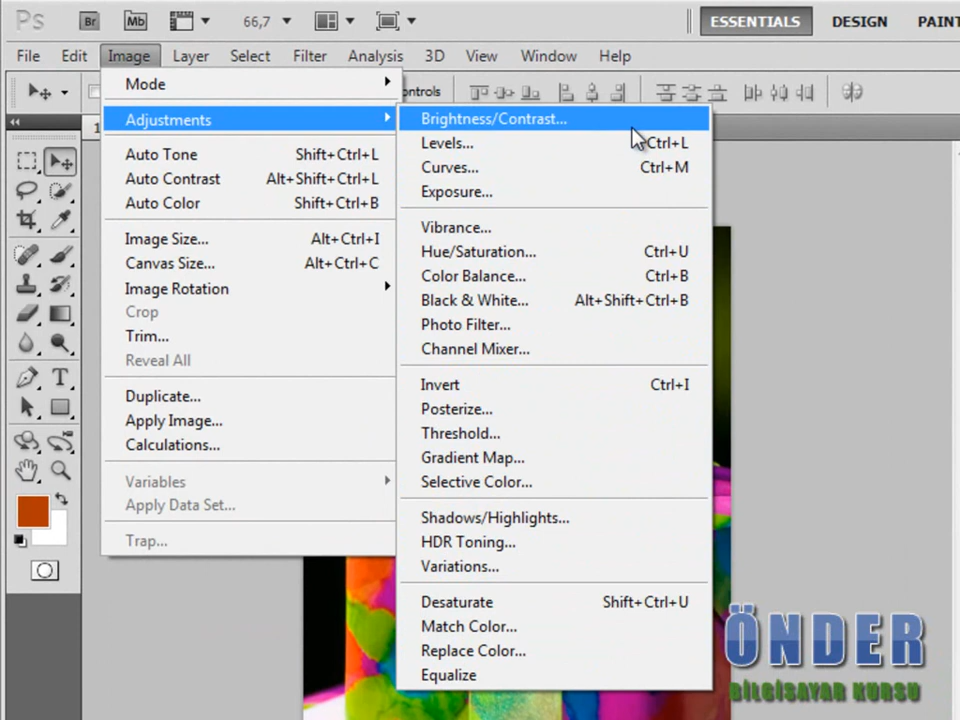 Ps Br Mb 66,7 ESSENTIALS DESIGN PAINT
File Edit Image Layer Select Filter Analysis 3D View Window Help
Mode
Adjustments
Auto Tone Shift+Ctrl+L
Auto Contrast Alt+Shift+Ctrl+L
Auto Color Shift+Ctrl+B
Image Size... Alt+Ctrl+I
Canvas Size... Alt+Ctrl+C
Image Rotation
Crop
Trim...
Reveal All
Duplicate...
Apply Image...
Calculations...
Variables
Apply Data Set...
Trap...
Brightness/Contrast...
Levels... Ctrl+L
Curves... Ctrl+M
Exposure...
Vibrance...
Hue/Saturation... Ctrl+U
Color Balance... Ctrl+B
Black & White... Alt+Shift+Ctrl+B
Photo Filter...
Channel Mixer...
Invert Ctrl+I
Posterize...
Threshold...
Gradient Map...
Selective Color...
Shadows/Highlights...
HDR Toning...
Variations...
Desaturate Shift+Ctrl+U
Match Color...
Replace Color...
Equalize
ÖNDER
BİLGİSAYAR KURSU